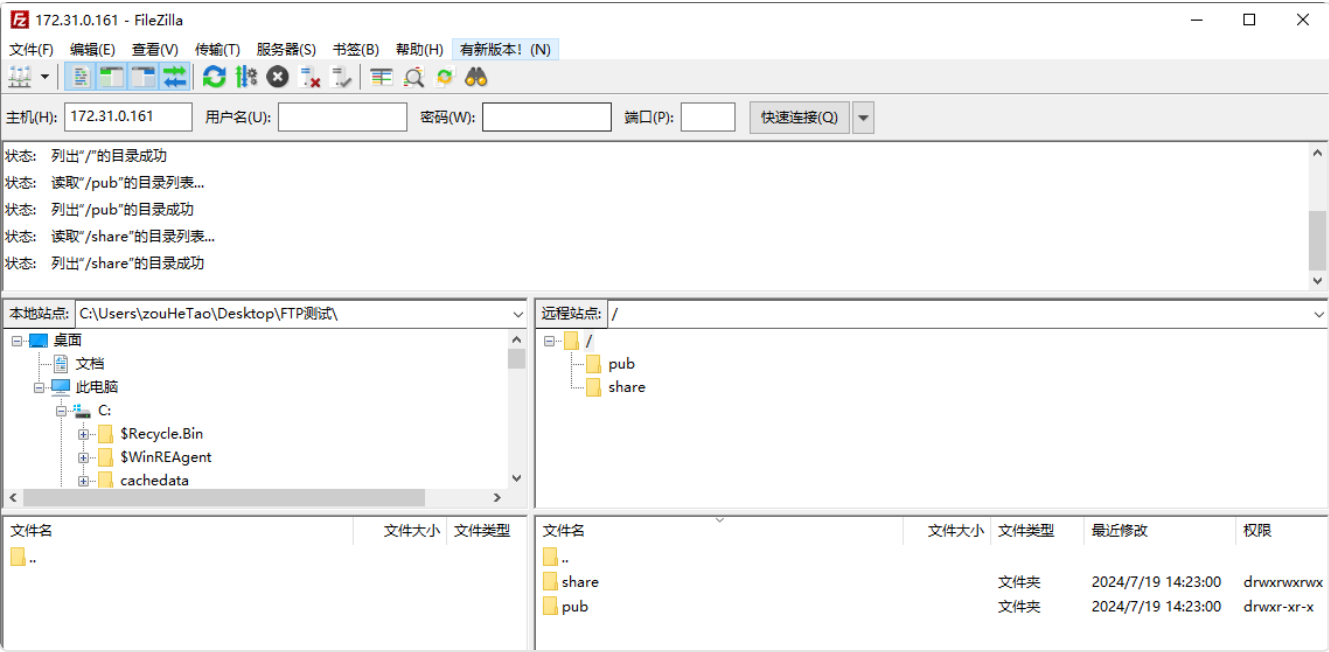 172.31.0.161 - FileZilla
文件(F) 编辑(E) 查看(V) 传输(T) 服务器(S) 书签(B) 帮助(H) 有新版本！(N)
主机(H): 172.31.0.161 用户名(U): 密码(W): 端口(P): 快速连接(Q)
状态: 列出“/”的目录成功
状态: 读取“/pub”的目录列表...
状态: 列出“/pub”的目录成功
状态: 读取“/share”的目录列表...
状态: 列出“/share”的目录成功
本地站点: C:\Users\zouHeTao\Desktop\FTP测试\
桌面
文档
此电脑
C:
$Recycle.Bin
$WinREAgent
cachedata
远程站点: /
/
pub
share
文件名 文件大小 文件类型
..
文件名 文件大小 文件类型 最近修改 权限
..
share 文件夹 2024/7/19 14:23:00 drwxrwxrwx
pub 文件夹 2024/7/19 14:23:00 drwxr-xr-x